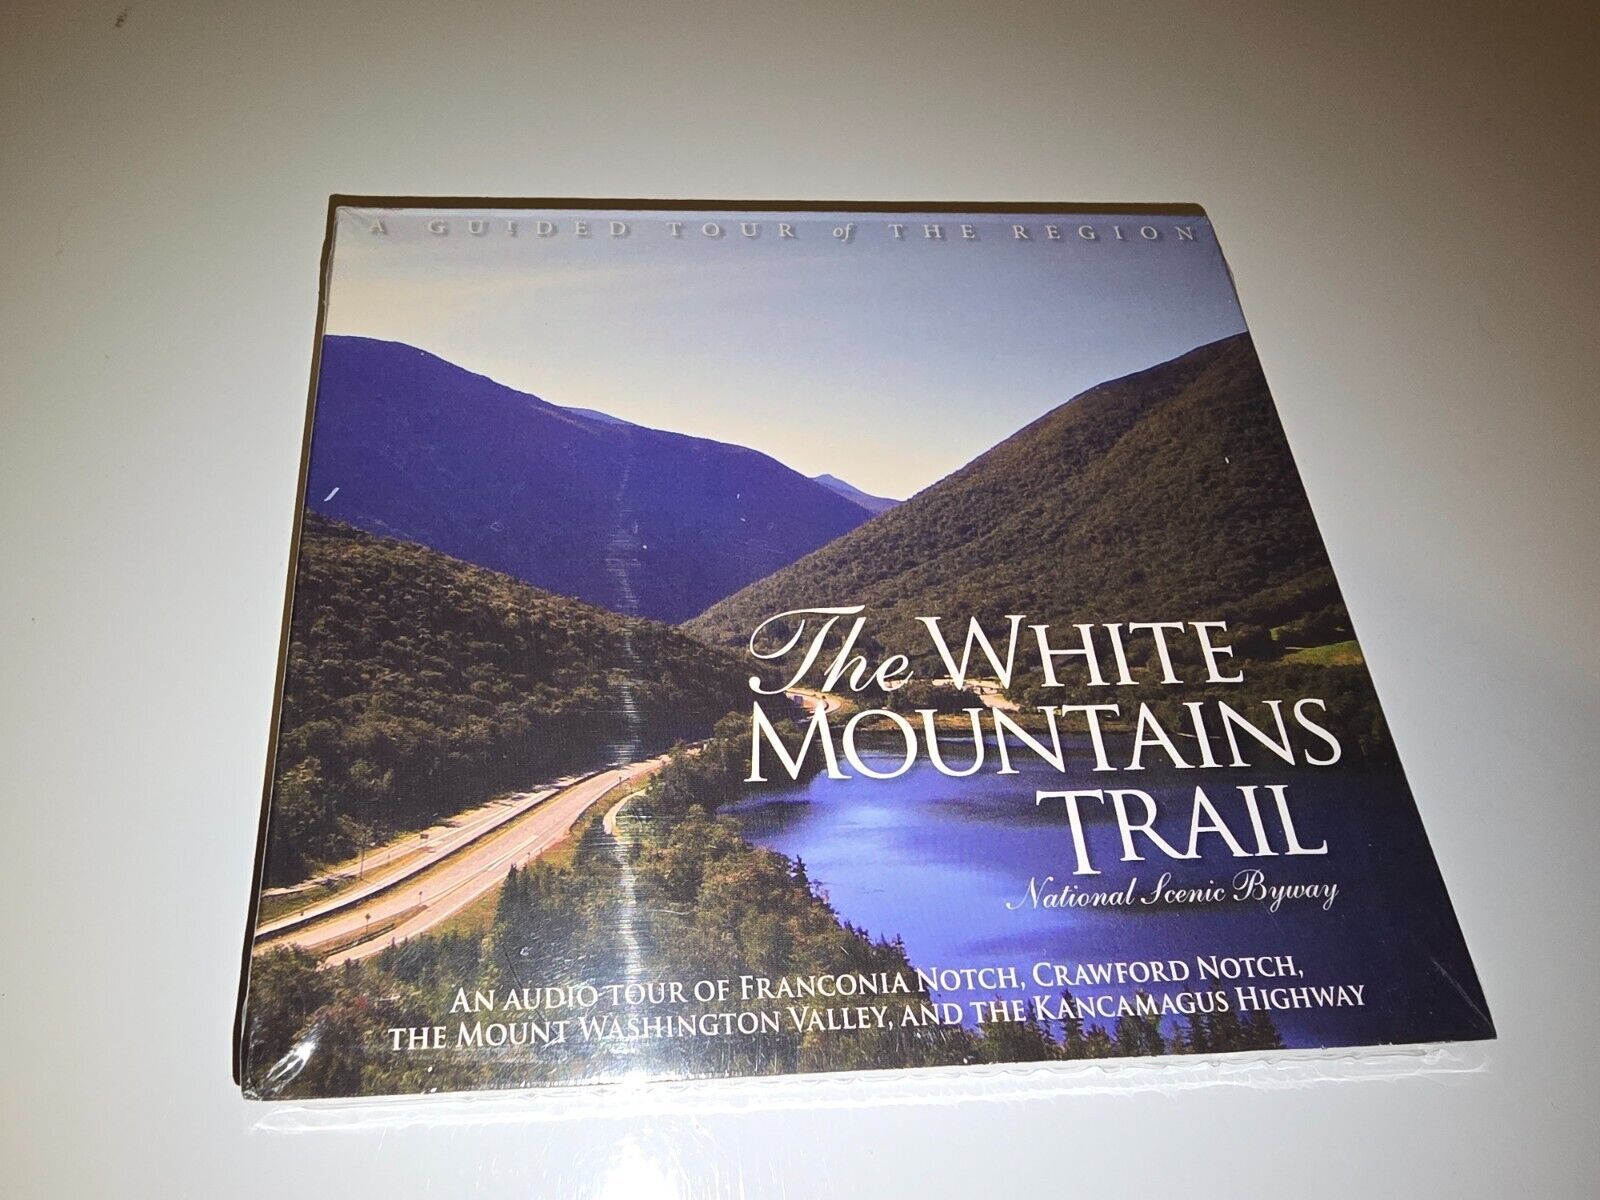 A GUIDED TOUR of THE REGION
The WHITE
MOUNTAINS
TRAIL
National Scenic Byway
AN AUDIO TOUR OF FRANCONIA NOTCH, CRAWFORD NOTCH,
THE MOUNT WASHINGTON VALLEY, AND THE KANCAMAGUS HIGHWAY